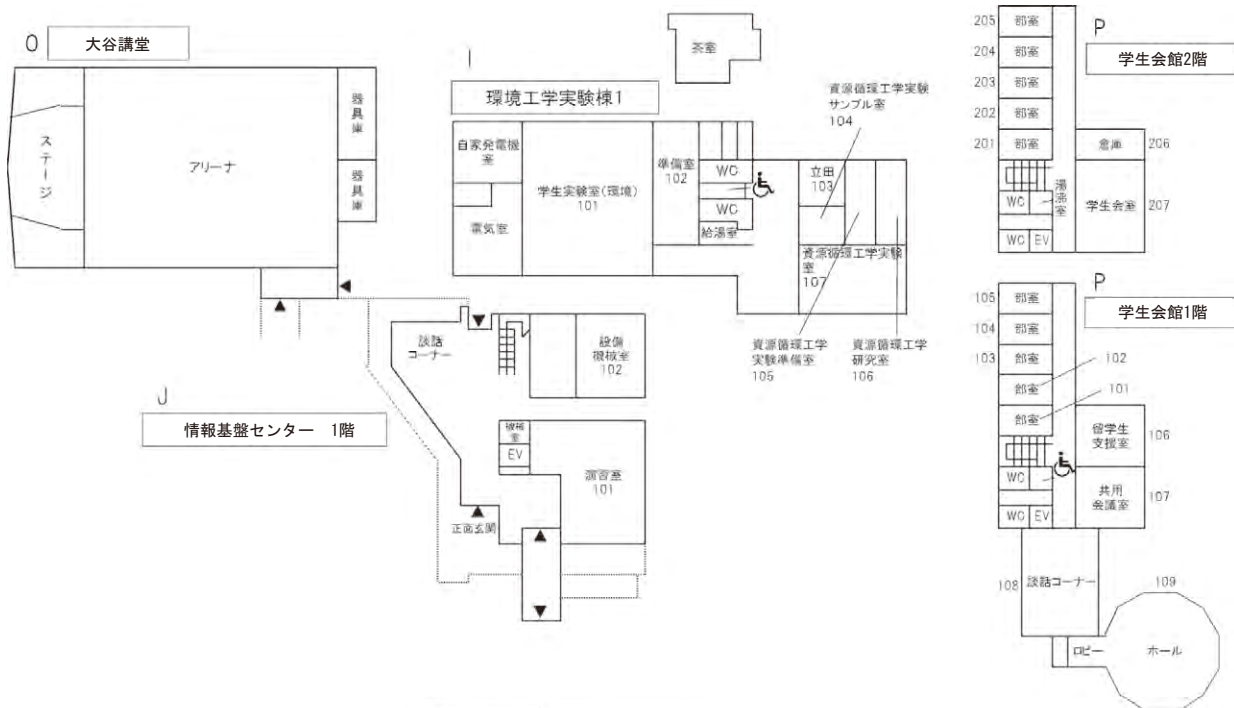 O
大谷講堂
ステージ
アリーナ
器具庫
器具庫
I
環境工学実験棟1
茶室
自家発電機
室
電気室
学生実験室(環境)
101
準備室
102
WC
WC
給湯室
立田
103
資源循環工学実験
サンプル室
104
資源循環工学実験
室
107
資源循環工学
実験準備室
105
資源循環工学
研究室
106
J
情報基盤センター 1階
談話
コーナー
設備
機械室
102
機械
室
EV
演習室
101
正面玄関
P
学生会館2階
205
部室
204
部室
203
部室
202
部室
201
部室
倉庫
206
湯沸室
WC
WC
EV
学生会室
207
P
学生会館1階
105
部室
104
部室
103
部室
部室
102
部室
101
留学生
支援室
106
WC
WC
EV
共用
会議室
107
108
談話コーナー
109
ロビー
ホール